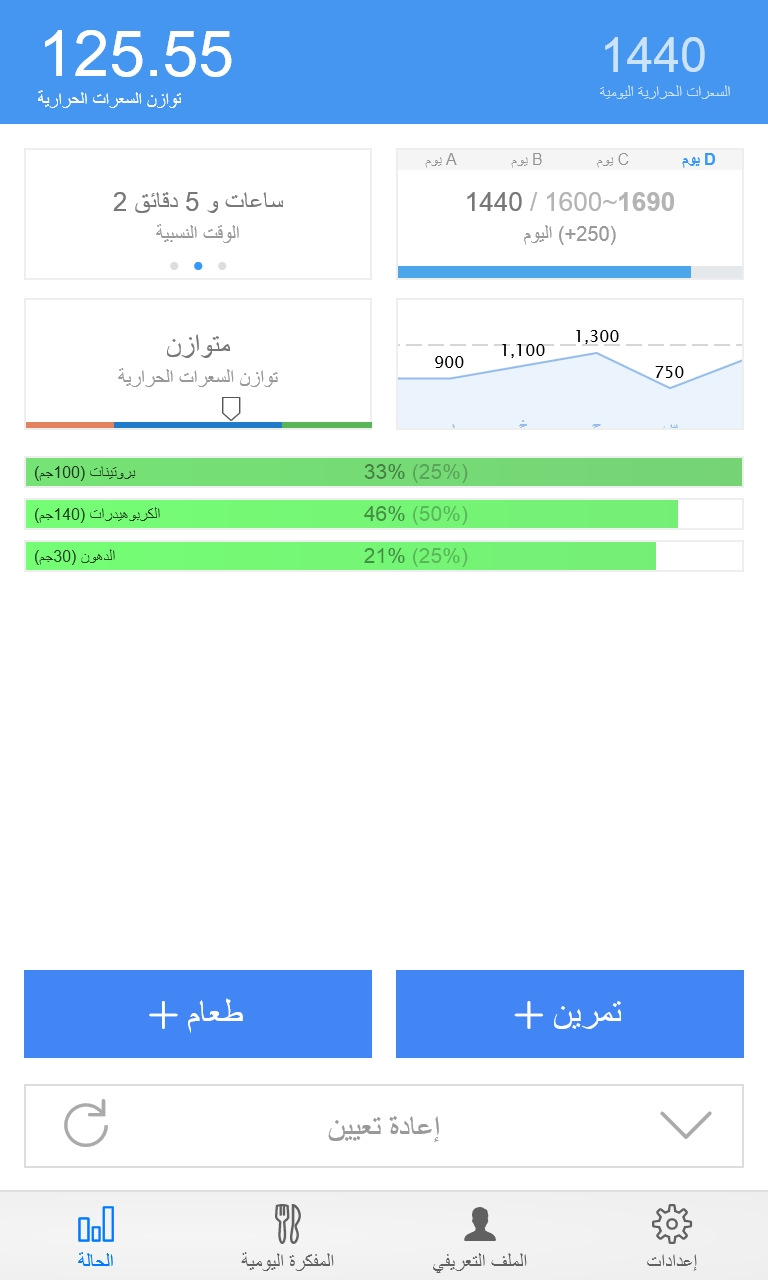 125.55
توازن السعرات الحرارية
1440
السعرات الحرارية اليومية
2 ساعات و 5 دقائق
الوقت النسبية
يوم A
يوم B
يوم C
يوم D
1440 / 1600~1690
اليوم (+250)
متوازن
توازن السعرات الحرارية
900
1,100
1,300
750
بروتينات (100جم)
33% (25%)
الكربوهيدرات (140جم)
46% (50%)
الدهون (30جم)
21% (25%)
طعام +
تمرين +
إعادة تعيين
الحالة
المفكرة اليومية
الملف التعريفي
إعدادات